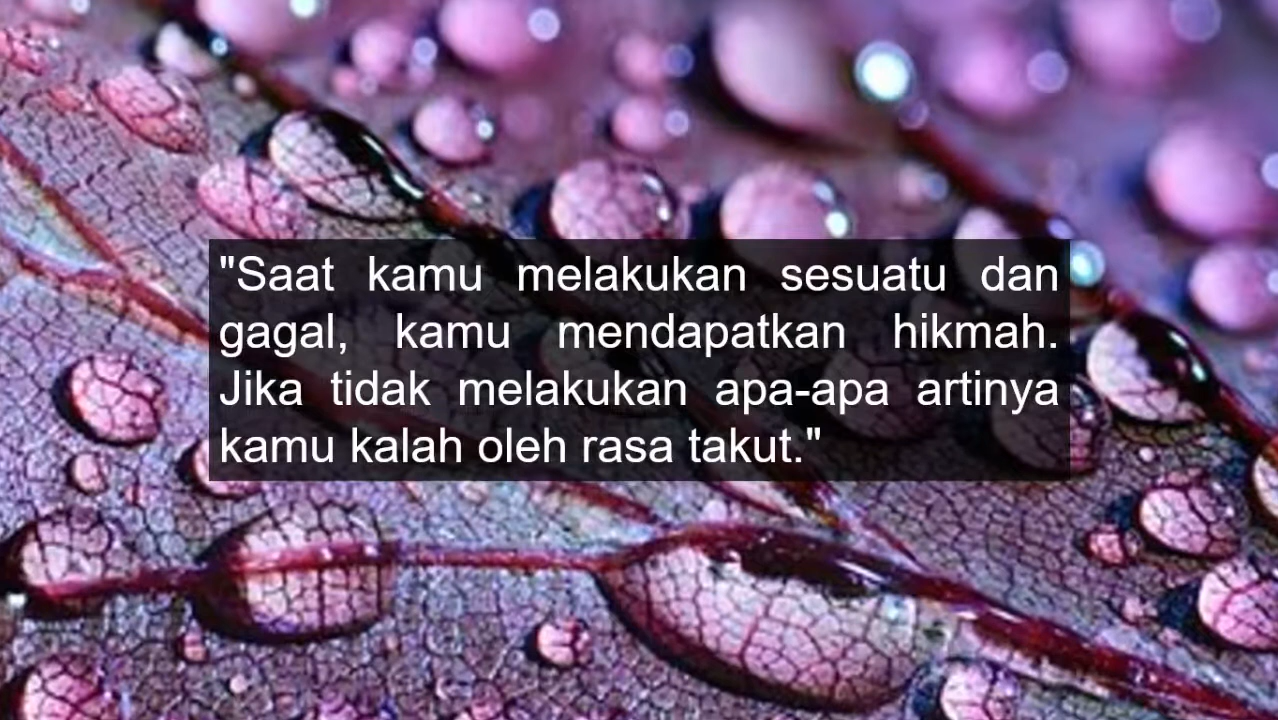 "Saat kamu melakukan sesuatu dan
gagal, kamu mendapatkan hikmah.
Jika tidak melakukan apa-apa artinya
kamu kalah oleh rasa takut."